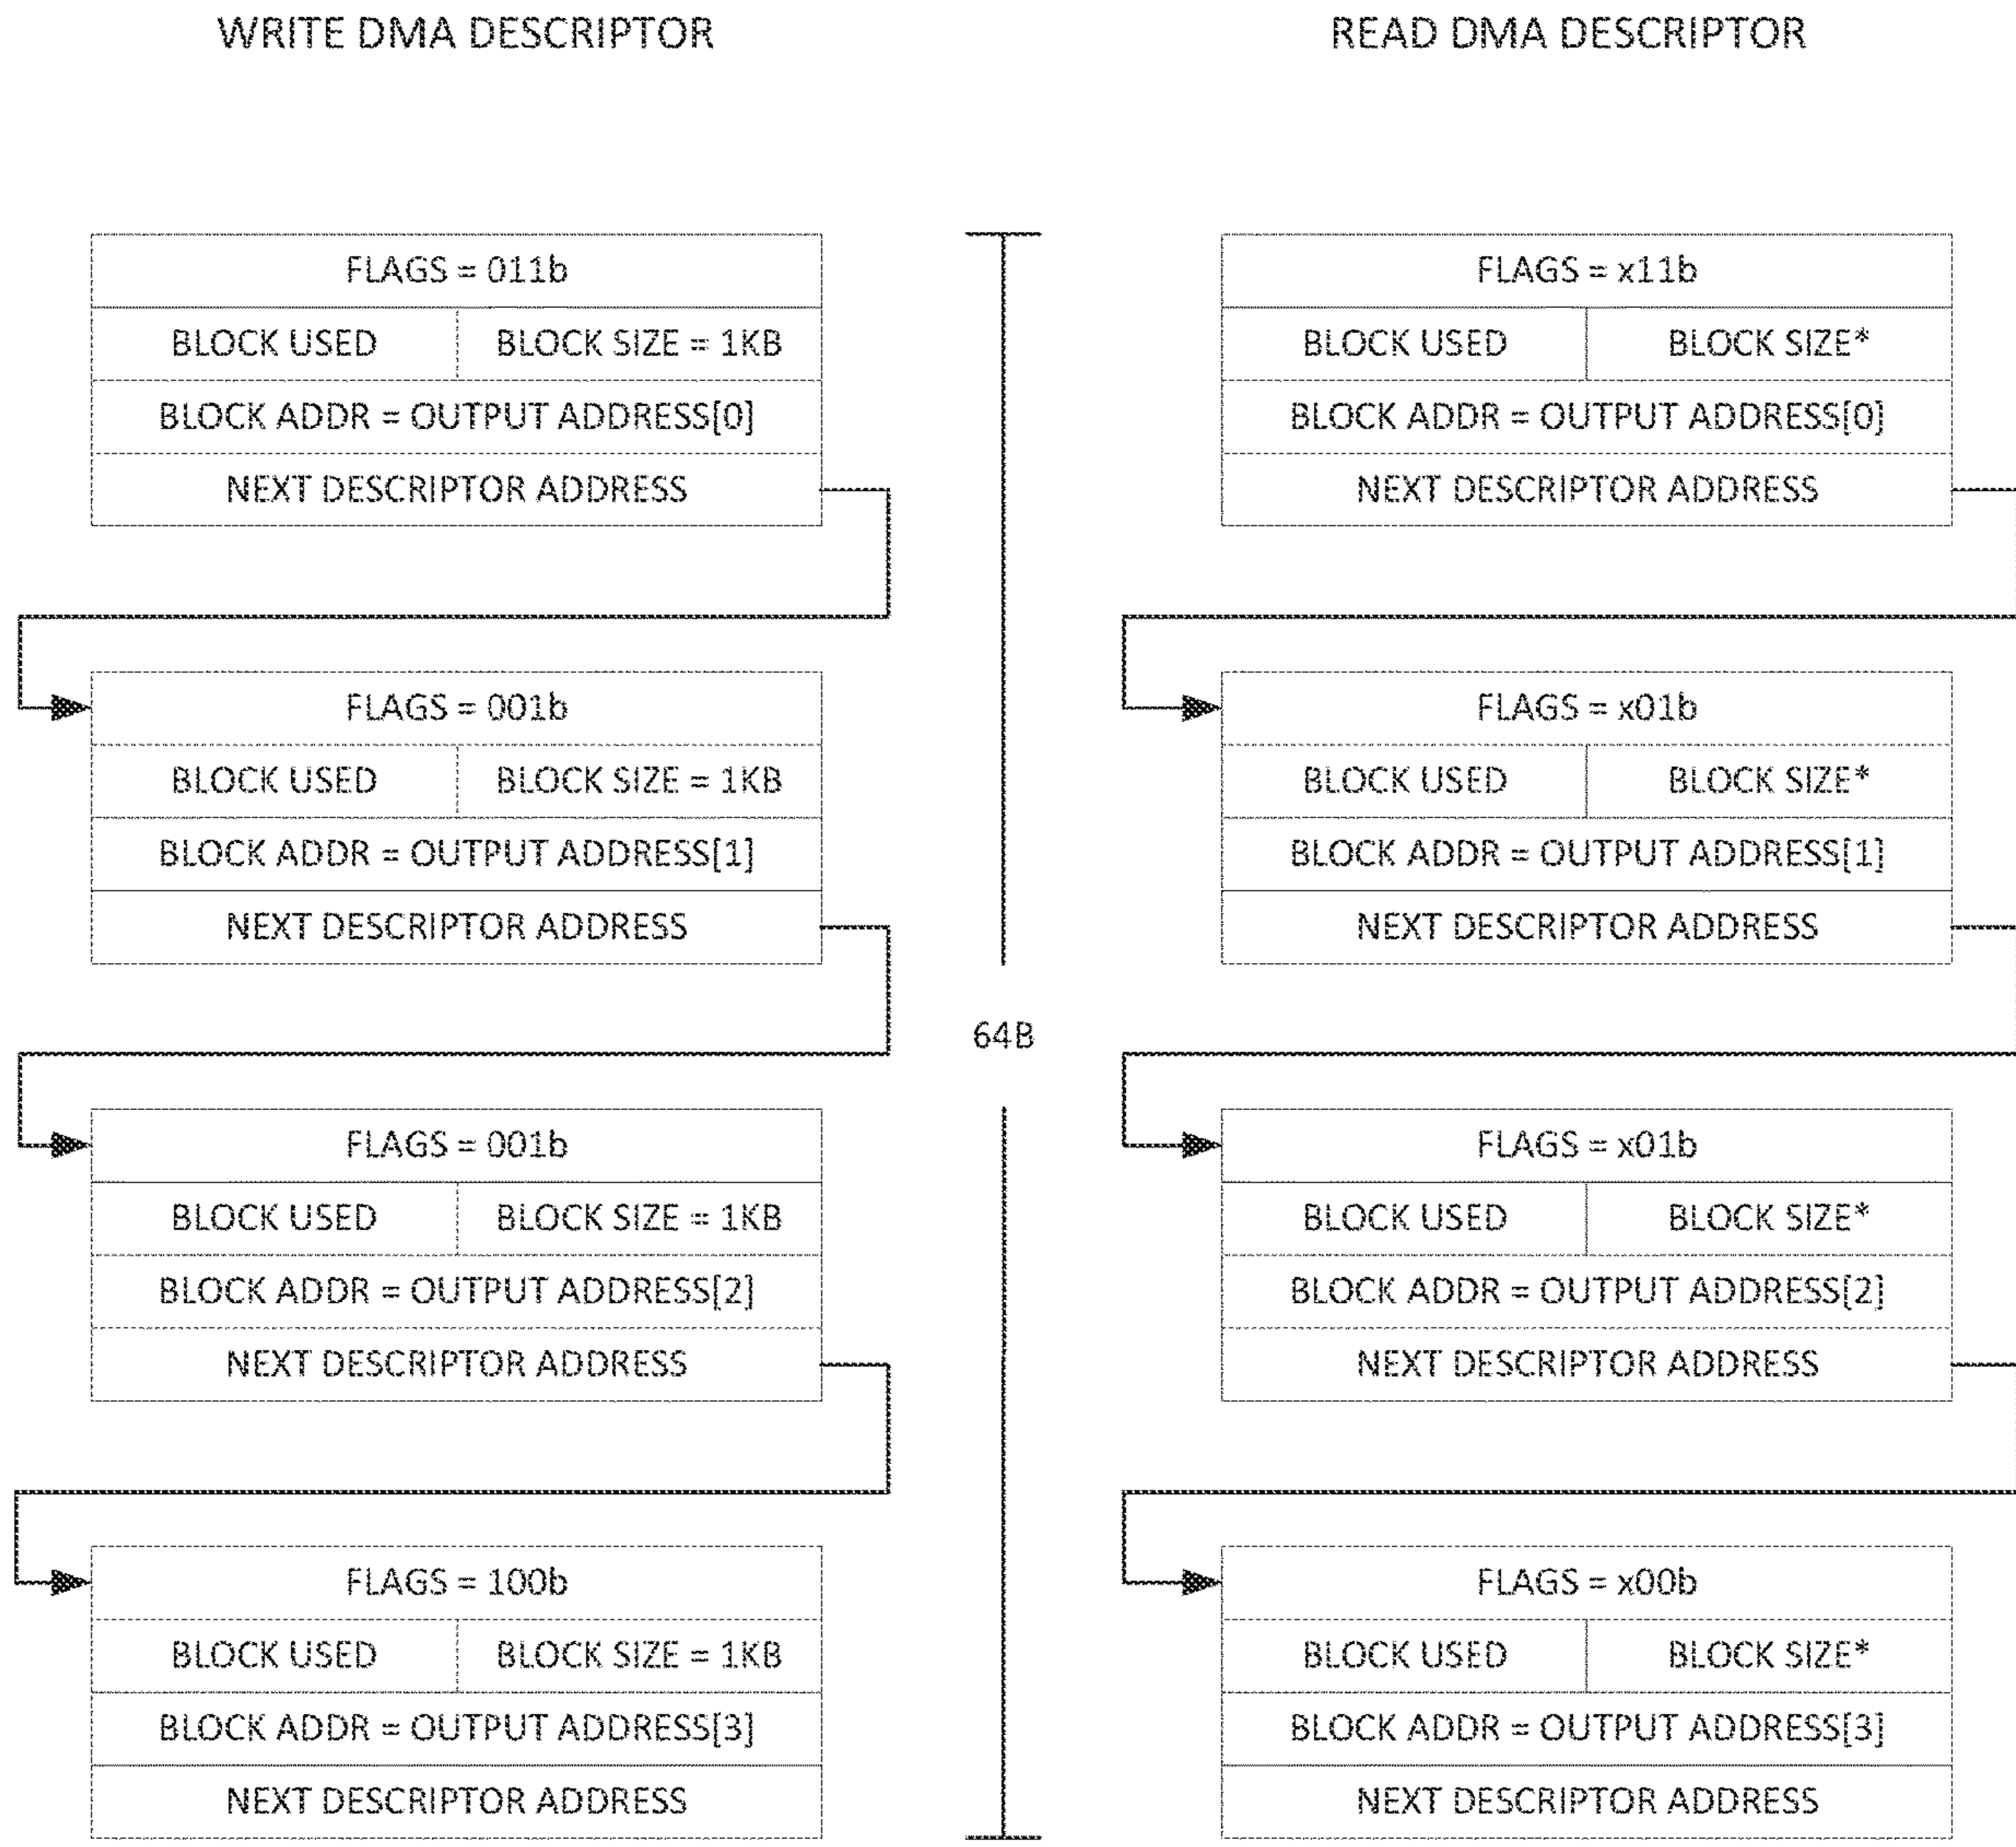 WRITE DMA DESCRIPTOR
FLAGS = 011b
BLOCK USED
BLOCK SIZE = 1KB
BLOCK ADDR = OUTPUT ADDRESS[0]
NEXT DESCRIPTOR ADDRESS
FLAGS = 001b
BLOCK USED
BLOCK SIZE = 1KB
BLOCK ADDR = OUTPUT ADDRESS[1]
NEXT DESCRIPTOR ADDRESS
FLAGS = 001b
BLOCK USED
BLOCK SIZE = 1KB
BLOCK ADDR = OUTPUT ADDRESS[2]
NEXT DESCRIPTOR ADDRESS
FLAGS = 100b
BLOCK USED
BLOCK SIZE = 1KB
BLOCK ADDR = OUTPUT ADDRESS[3]
NEXT DESCRIPTOR ADDRESS
64B
READ DMA DESCRIPTOR
FLAGS = x11b
BLOCK USED
BLOCK SIZE*
BLOCK ADDR = OUTPUT ADDRESS[0]
NEXT DESCRIPTOR ADDRESS
FLAGS = x01b
BLOCK USED
BLOCK SIZE*
BLOCK ADDR = OUTPUT ADDRESS[1]
NEXT DESCRIPTOR ADDRESS
FLAGS = x01b
BLOCK USED
BLOCK SIZE*
BLOCK ADDR = OUTPUT ADDRESS[2]
NEXT DESCRIPTOR ADDRESS
FLAGS = x00b
BLOCK USED
BLOCK SIZE*
BLOCK ADDR = OUTPUT ADDRESS[3]
NEXT DESCRIPTOR ADDRESS